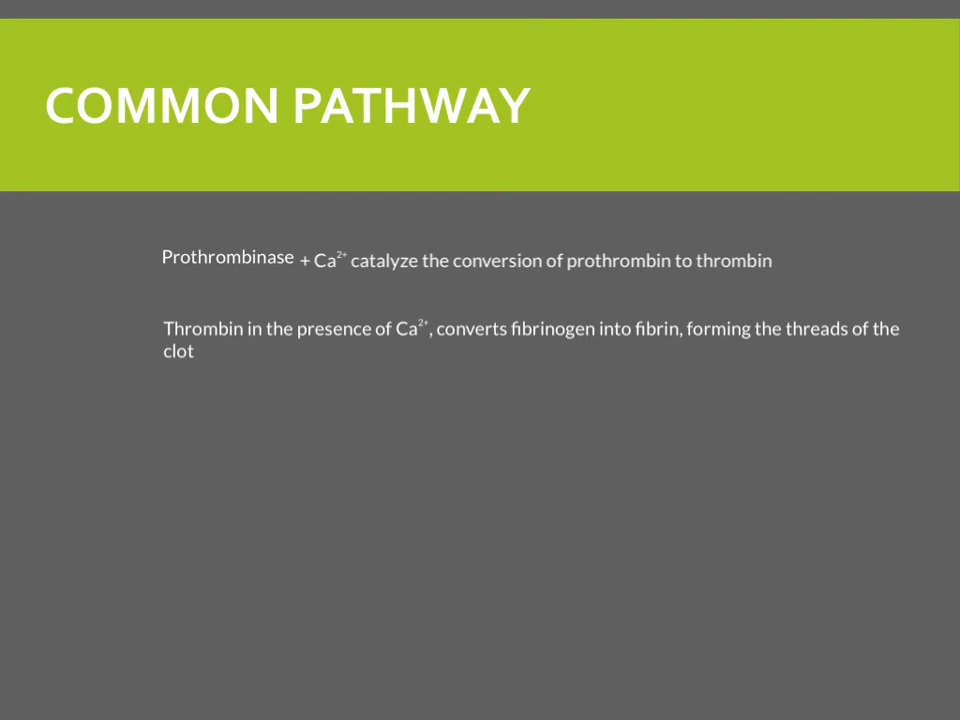 COMMON PATHWAY
Prothrombinase + Ca²⁺ catalyze the conversion of prothrombin to thrombin
Thrombin in the presence of Ca²⁺, converts fibrinogen into fibrin, forming the threads of the
clot